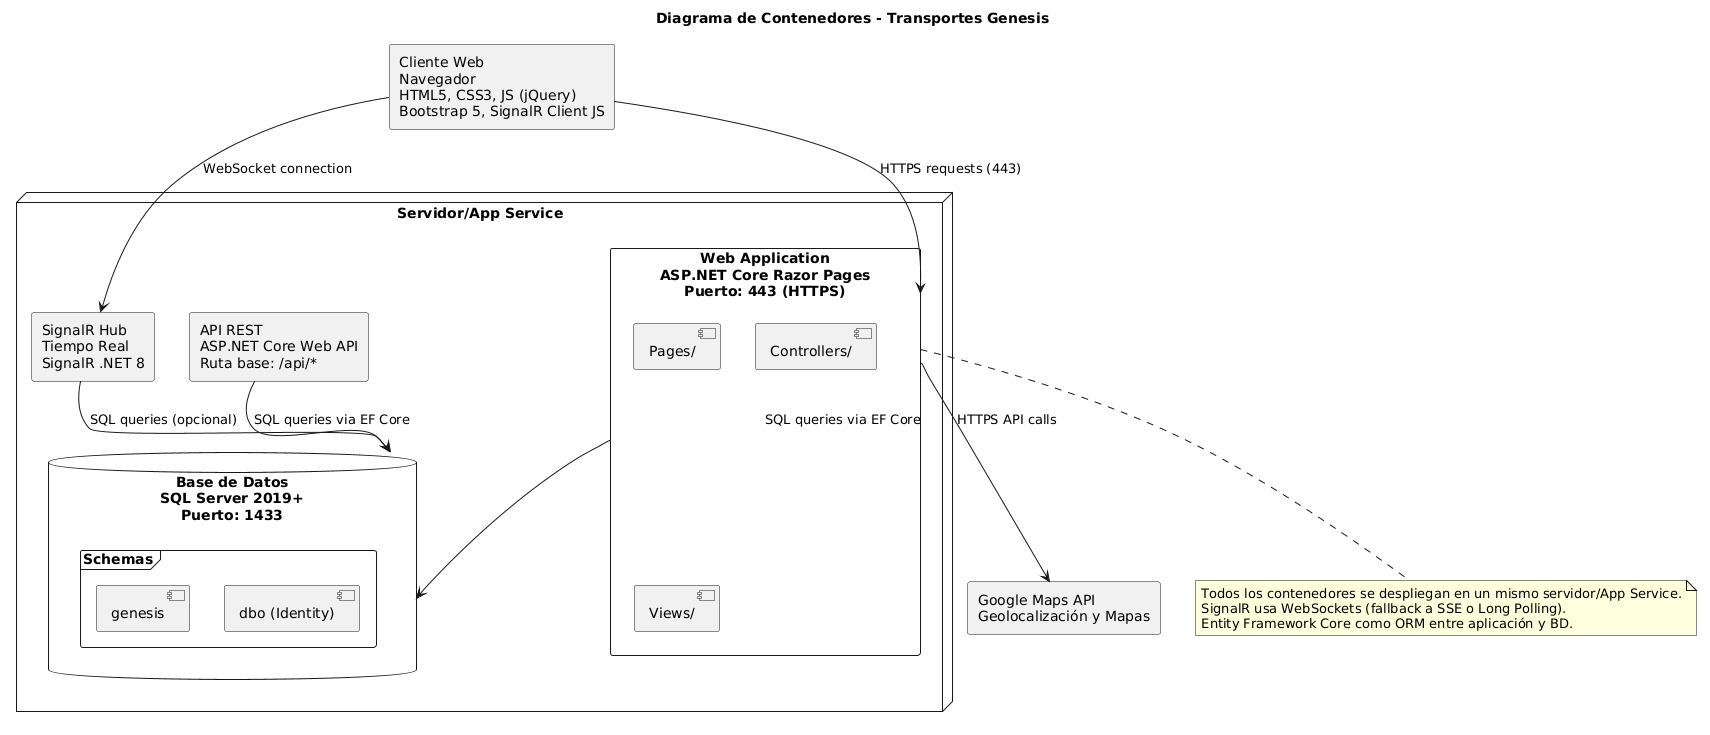 Diagrama de Contenedores - Transportes Genesis
Cliente Web
Navegador
HTML5, CSS3, JS (jQuery)
Bootstrap 5, SignalR Client JS
WebSocket connection
HTTPS requests (443)
Servidor/App Service
Web Application
ASP.NET Core Razor Pages
Puerto: 443 (HTTPS)
SignalR Hub
Tiempo Real
SignalR .NET 8
API REST
ASP.NET Core Web API
Ruta base: /api/*
Pages/
Controllers/
SQL queries (opcional)
SQL queries via EF Core
SQL queries via EF Core
HTTPS API calls
Base de Datos
SQL Server 2019+
Puerto: 1433
Schemas
genesis
dbo (Identity)
Views/
Google Maps API
Geolocalización y Mapas
Todos los contenedores se despliegan en un mismo servidor/App Service.
SignalR usa WebSockets (fallback a SSE o Long Polling).
Entity Framework Core como ORM entre aplicación y BD.